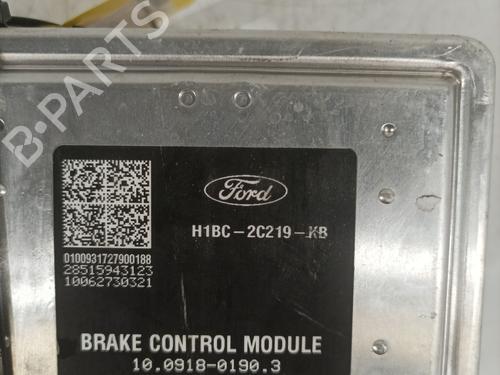 B-PARTS
Ford
H1BC-2C219-KB
0100931727900188
28515943123
10062730321
BRAKE CONTROL MODULE
10.0918-0190.3